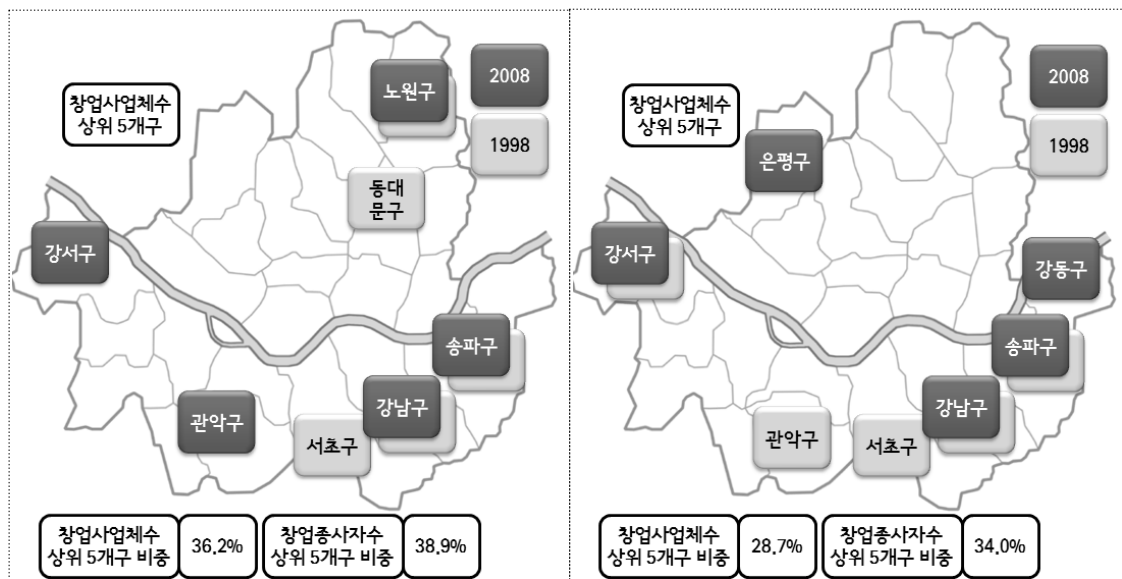 창업사업체수
상위 5개구
2008
1998
노원구
동대
문구
강서구
송파구
강남구
관악구
서초구
창업사업체수
상위 5개구 비중
36.2%
창업종사자수
상위 5개구 비중
38.9%
창업사업체수
상위 5개구
2008
1998
은평구
강서구
강동구
송파구
강남구
관악구
서초구
창업사업체수
상위 5개구 비중
28.7%
창업종사자수
상위 5개구 비중
34.0%